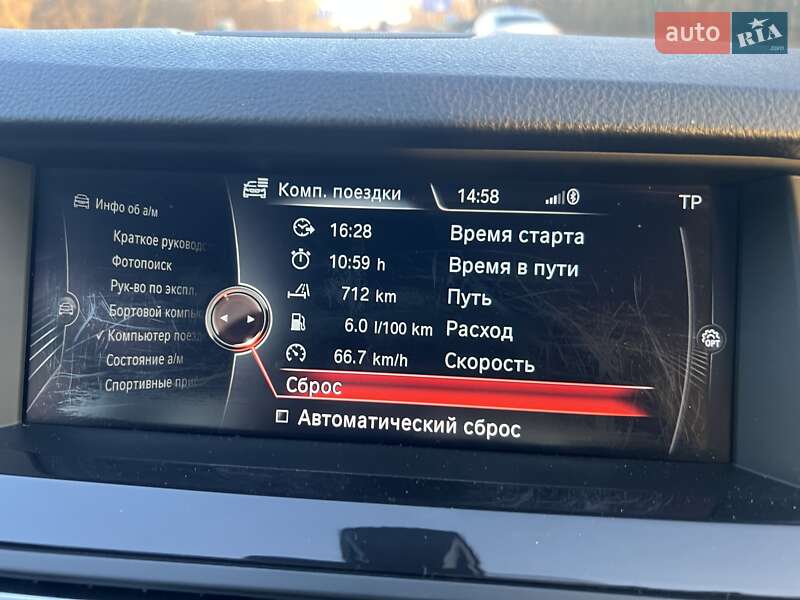 auto RIA.com
Комп. поездки 14:58 TP
Инфо об а/м
Краткое руководс
Фотопоиск
Рук-во по экспл.
Бортовой компью
✓ Компьютер поезд
Состояние а/м
Спортивные при
16:28 Время старта
10:59 h Время в пути
712 km Путь
6.0 l/100 km Расход
66.7 km/h Скорость
Сброс
Автоматический сброс
OPT